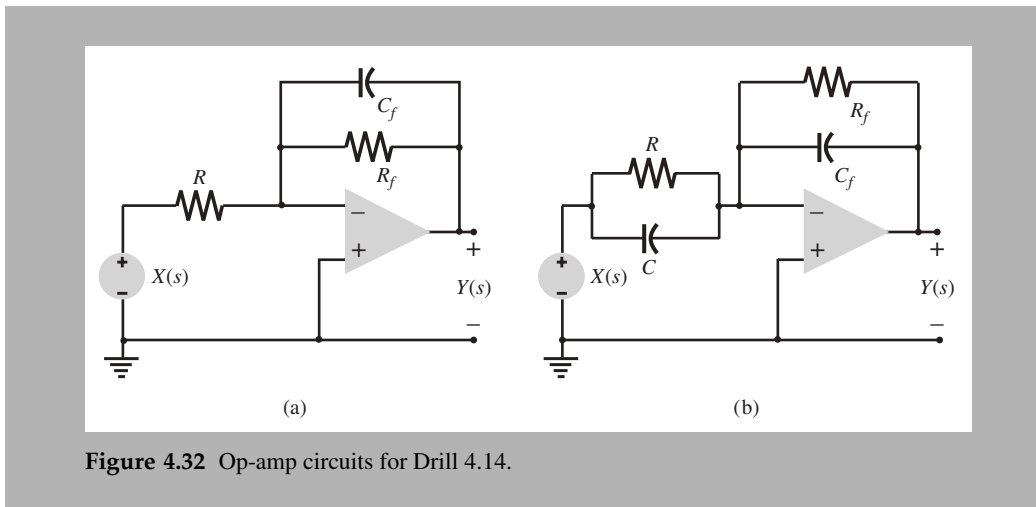 C_f
R_f
R
−
+
+
−
X(s)
+
Y(s)
−
(a)
R_f
C_f
R
C
−
+
+
−
X(s)
+
Y(s)
−
(b)
Figure 4.32 Op-amp circuits for Drill 4.14.